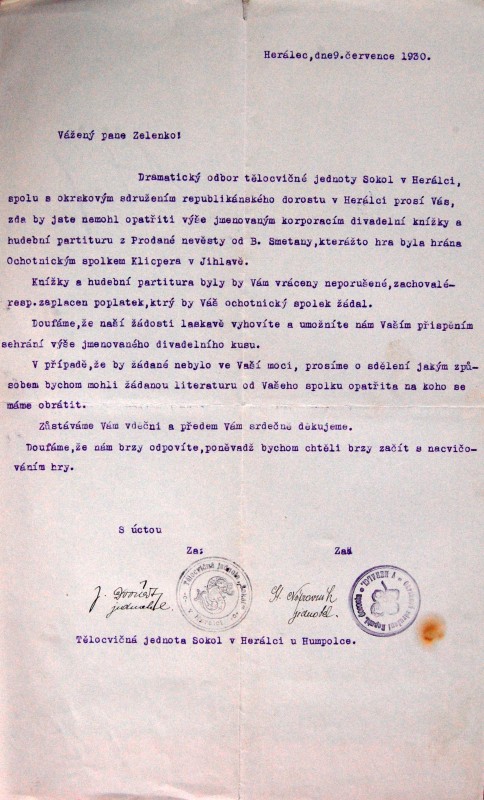 Herálec,dne9.července 1930.
Vážený pane Zelenko!
Dramatický odbor tělocvičné jednoty Sokol v Herálci,
spolu s okrskovým sdružením republikánského dorostu v Herálci prosí Vás,
zda by jste nemohl opatřiti výše jmenovaným korporacím divadelní knížky a
hudební partituru z Prodané nevěsty od B. Smetany,kterážto hra byla hrána
Ochotnickým spolkem Klicpera v Jihlavě.
Knížky a hudební partitura byly by Vám vráceny neporušené,zachovalé-
resp.zaplacen poplatek,ktrý by Váš ochotnický spolek žádal.
Doufáme,že naší žádosti laskavě vyhovíte a umožníte nám Vaším přispěním
sehrání výše jmenovaného divadelního kusu.
V případě,že by žádané nebylo ve Vaší moci, prosíme o sdělení jakým způ-
sobem bychom mohli žádanou literaturu od Vašeho spolku opatřita na koho se
máme obrátit.
Zůstáváme Vám vděčni a předem Vám srdečně děkujeme.
Doufáme,že nám brzy odpovíte,poněvadž bychom chtěli brzy začít s nacvičo-
váním hry.
S úctou
Za: Za:
J. Dvořák
jednatel.
jednatel.
Tělocvičná jednota Sokol v Herálci u Humpolce.